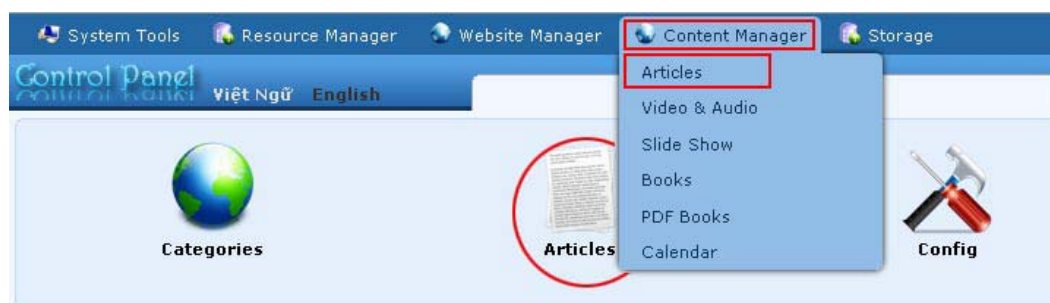 System Tools Resource Manager Website Manager Content Manager Storage
Control Panel Việt Ngữ English
Articles
Video & Audio
Slide Show
Books
PDF Books
Calendar
Categories Articles Config